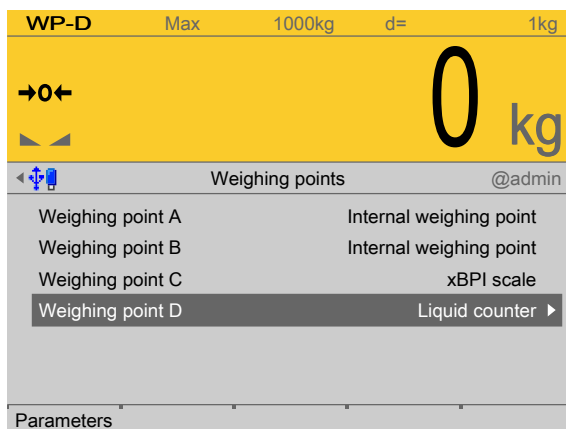 WP-D Max 1000kg d= 1kg
→0← 0 kg
Weighing points @admin
Weighing point A Internal weighing point
Weighing point B Internal weighing point
Weighing point C xBPI scale
Weighing point D Liquid counter
Parameters